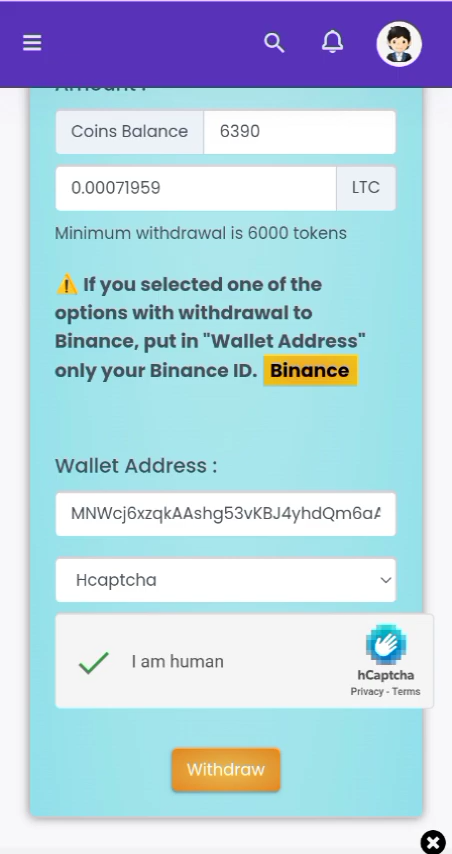 Amount :
Coins Balance 6390
0.00071959 LTC
Minimum withdrawal is 6000 tokens
⚠️ If you selected one of the
options with withdrawal to
Binance, put in "Wallet Address"
only your Binance ID. Binance
Wallet Address :
MNWcj6xzqkAAshg53vKBJ4yhdQm6aA
Hcaptcha
I am human
hCaptcha
Privacy - Terms
Withdraw